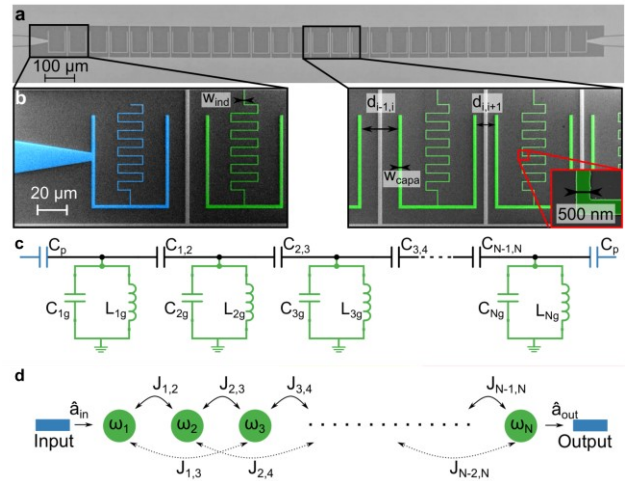 a
100 μm
b
w_ind
20 μm
d_i-1,i
d_i,i+1
w_capa
500 nm
c
C_p
C_1,2
C_2,3
C_3,4
C_N-1,N
C_p
C_1g
L_1g
C_2g
L_2g
C_3g
L_3g
C_Ng
L_Ng
d
J_1,2
J_2,3
J_3,4
J_N-1,N
â_in
â_out
ω_1
ω_2
ω_3
ω_N
Input
Output
J_1,3
J_2,4
J_N-2,N